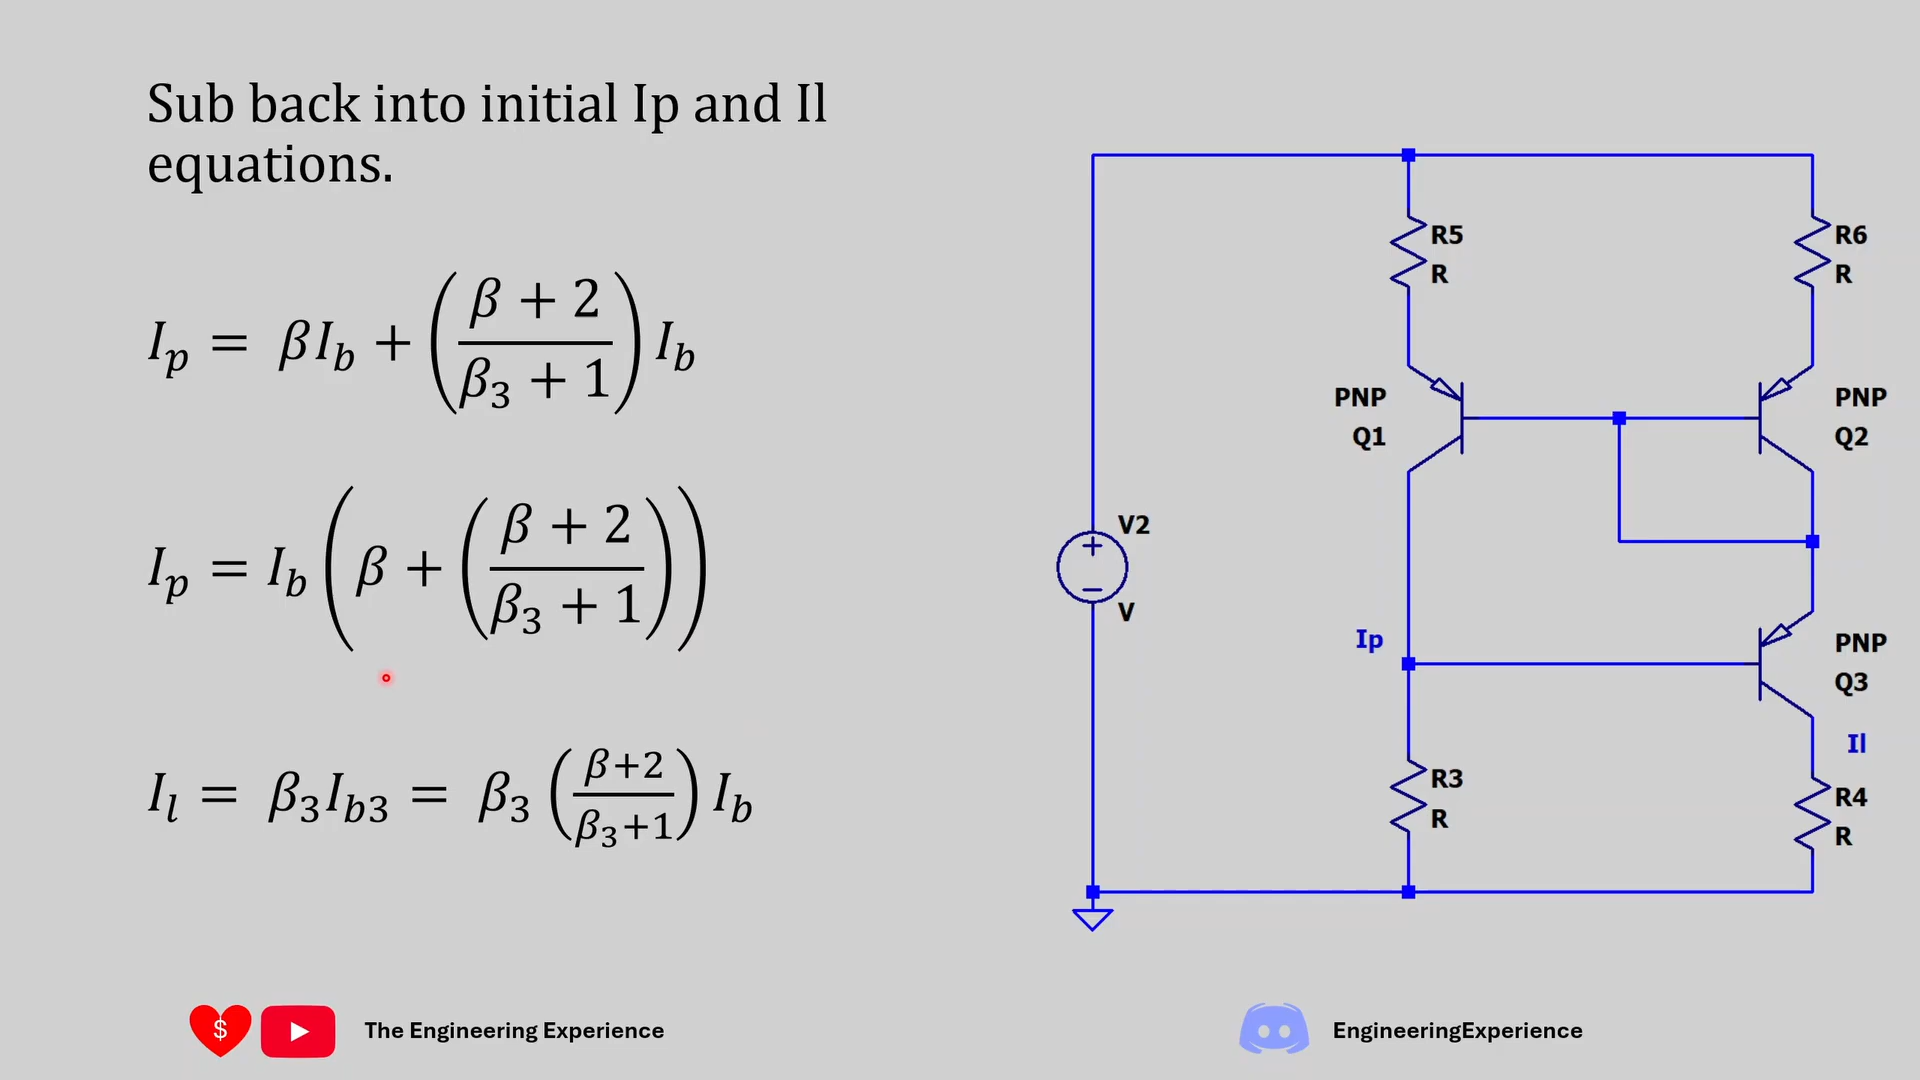 Sub back into initial Ip and Il
equations.
I_p = βI_b + ((β + 2)/(β_3 + 1)) I_b
I_p = I_b (β + ((β + 2)/(β_3 + 1)))
I_l = β_3I_{b3} = β_3 ((β+2)/(β_3+1)) I_b
R5
R
R6
R
PNP
Q1
PNP
Q2
V2
+
−
V
Ip
PNP
Q3
Il
R3
R
R4
R
$
The Engineering Experience
EngineeringExperience